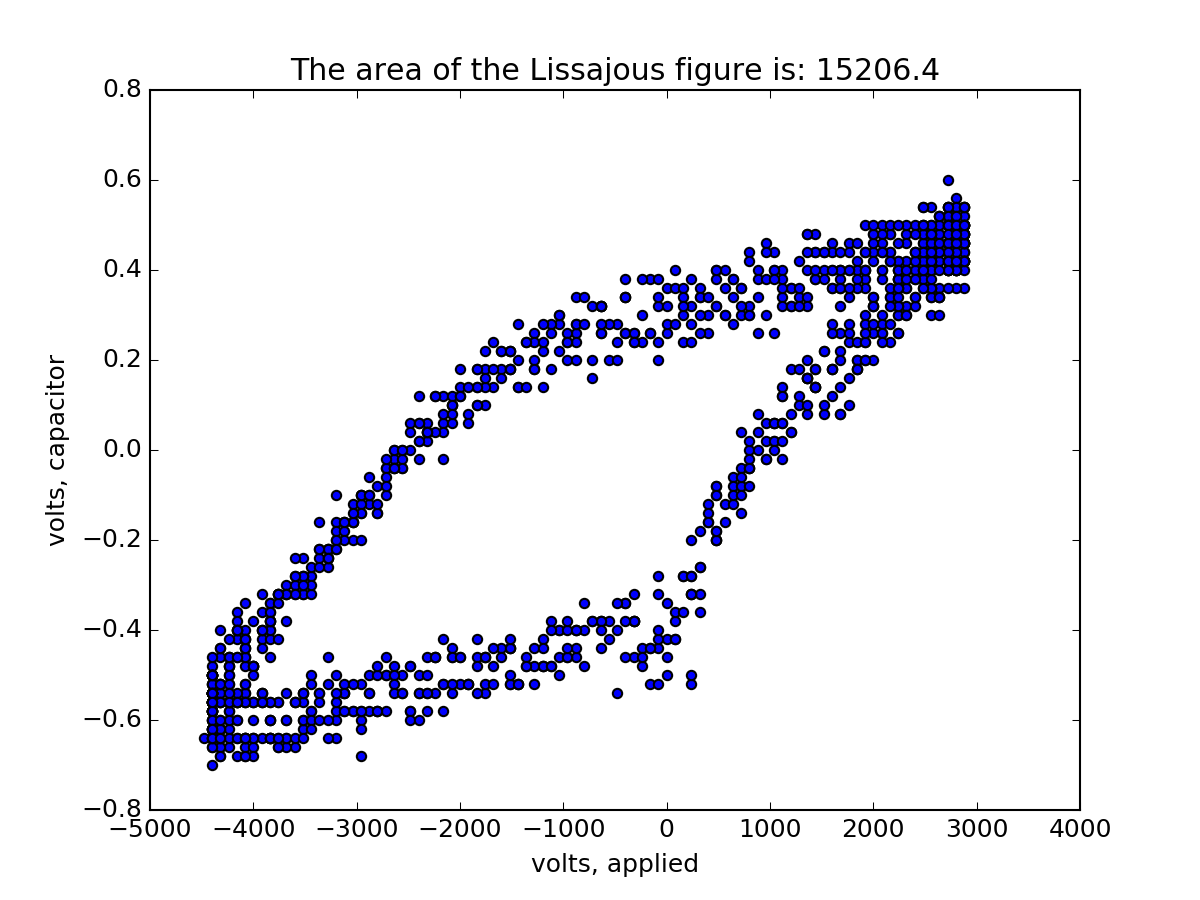 The area of the Lissajous figure is: 15206.4
0.8
0.6
0.4
0.2
0.0
−0.2
−0.4
−0.6
−0.8
volts, capacitor
−5000 −4000 −3000 −2000 −1000 0 1000 2000 3000 4000
volts, applied